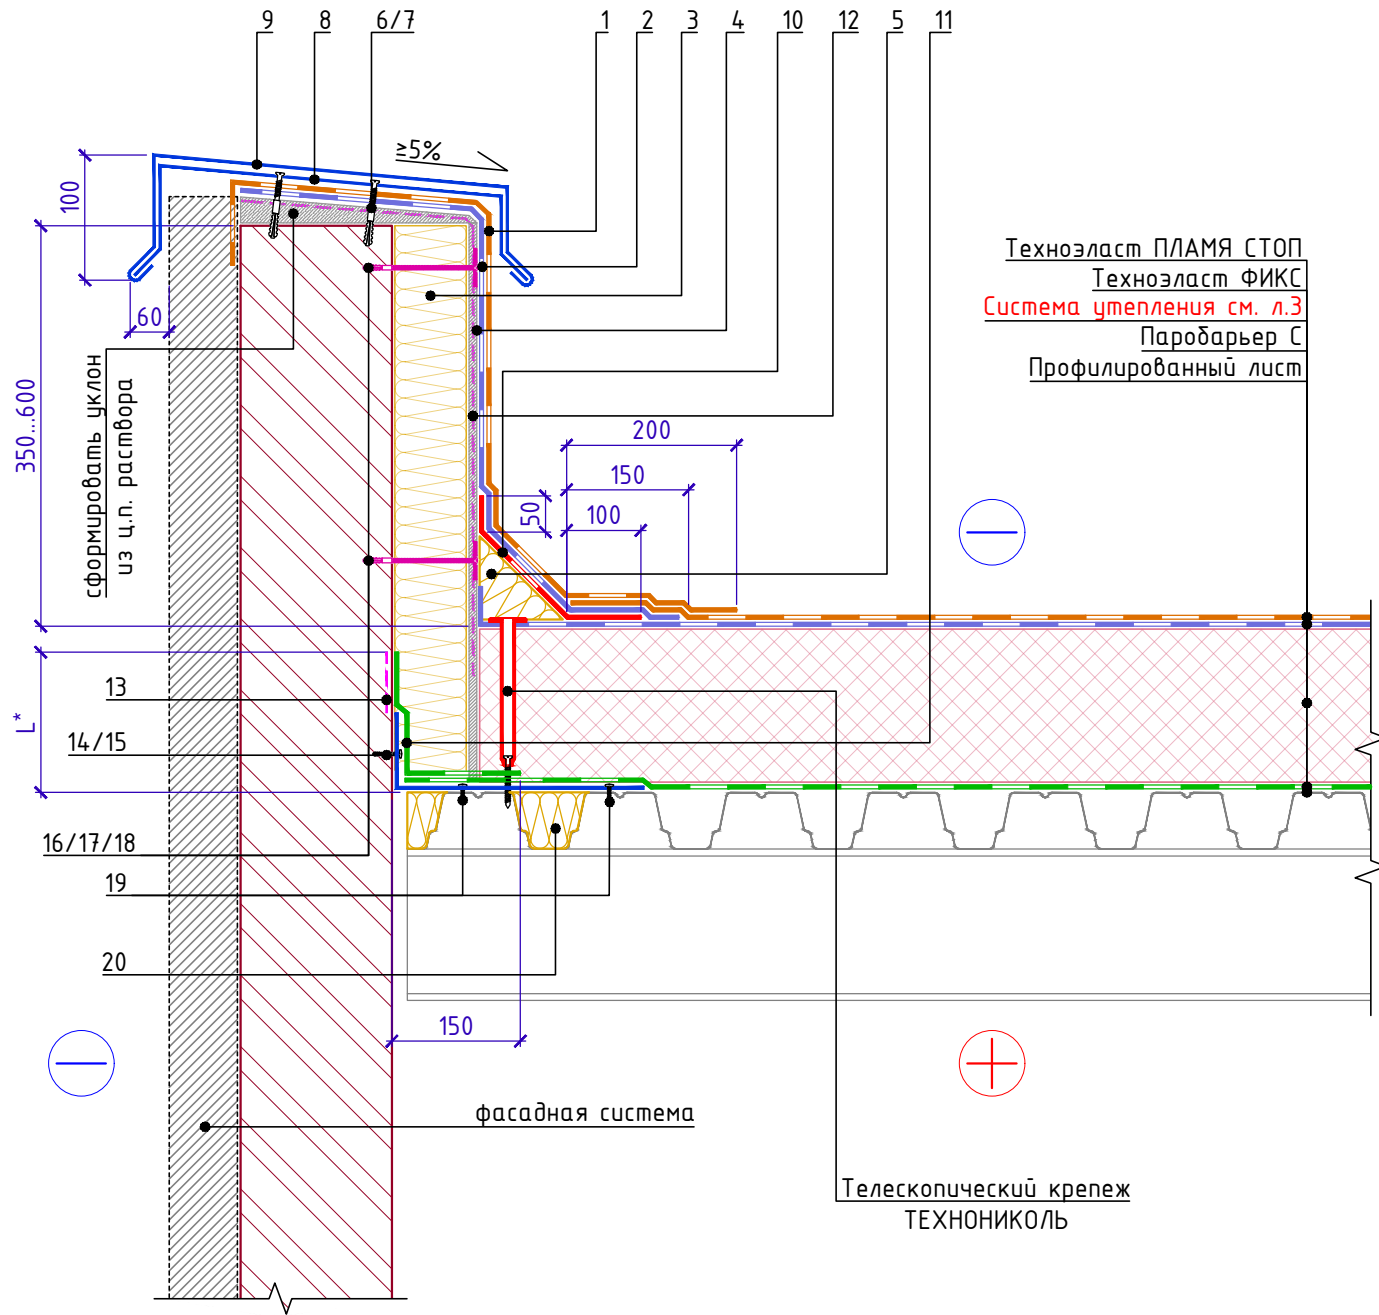 9 8 6/7 1 2 3 4 10 12 5 11
≥5%
100
60
350...600
сформировать уклон
из ц.п. раствора
Техноэласт ПЛАМЯ СТОП
Техноэласт ФИКС
Система утепления см. л.3
Паробарьер С
Профилированный лист
200
150
100
50
L*
13
14/15
16/17/18
19
20
150
фасадная система
Телескопический крепеж
ТЕХНОНИКОЛЬ